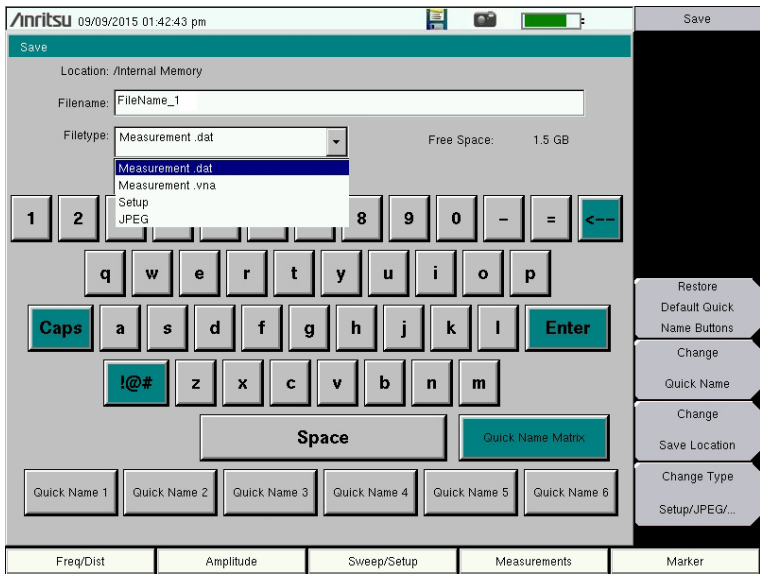 Anritsu 09/09/2015 01:42:43 pm
Save
Save
Location: /Internal Memory
Filename: FileName_1
Filetype: Measurement .dat
Free Space: 1.5 GB
Measurement .dat
Measurement .vna
Setup
JPEG
1 2 8 9 0 - = <--
q w e r t y u i o p
Caps a s d f g h j k l Enter
!@# z x c v b n m
Space
Quick Name Matrix
Quick Name 1 Quick Name 2 Quick Name 3 Quick Name 4 Quick Name 5 Quick Name 6
Restore
Default Quick
Name Buttons
Change
Quick Name
Change
Save Location
Change Type
Setup/JPEG/...
Freq/Dist Amplitude Sweep/Setup Measurements Marker